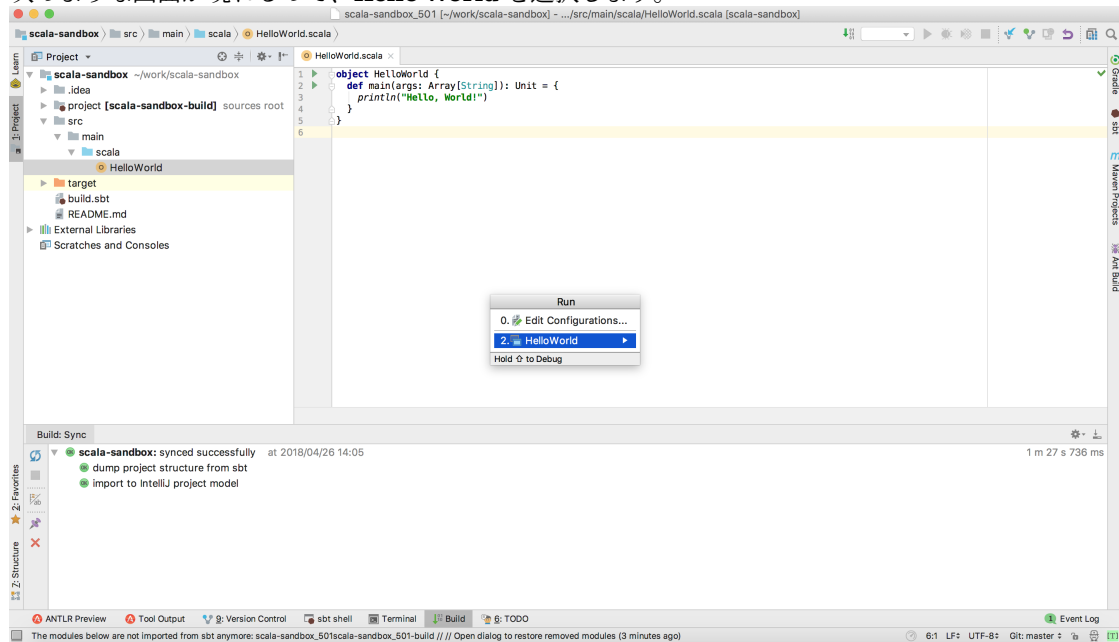 scala-sandbox_501 [~/work/scala-sandbox] - .../src/main/scala/HelloWorld.scala [scala-sandbox]
scala-sandbox src main scala HelloWorld.scala
Learn
1: Project
2: Favorites
7: Structure
Project
scala-sandbox ~/work/scala-sandbox
.idea
project [scala-sandbox-build] sources root
src
main
scala
HelloWorld
target
build.sbt
README.md
External Libraries
Scratches and Consoles
HelloWorld.scala
1 object HelloWorld {
2 def main(args: Array[String]): Unit = {
3 println("Hello, World!")
4 }
5 }
6
Run
0. Edit Configurations...
2. HelloWorld
Hold ⇧ to Debug
Gradle
sbt
Maven Projects
Ant Build
Build: Sync
scala-sandbox: synced successfully at 2018/04/26 14:05
1 m 27 s 736 ms
dump project structure from sbt
import to IntelliJ project model
ANTLR Preview Tool Output 9: Version Control sbt shell Terminal Build 6: TODO
1 Event Log
The modules below are not imported from sbt anymore: scala-sandbox_501scala-sandbox_501-build // // Open dialog to restore removed modules (3 minutes ago)
6:1 LF÷ UTF-8÷ Git: master ÷ [T]